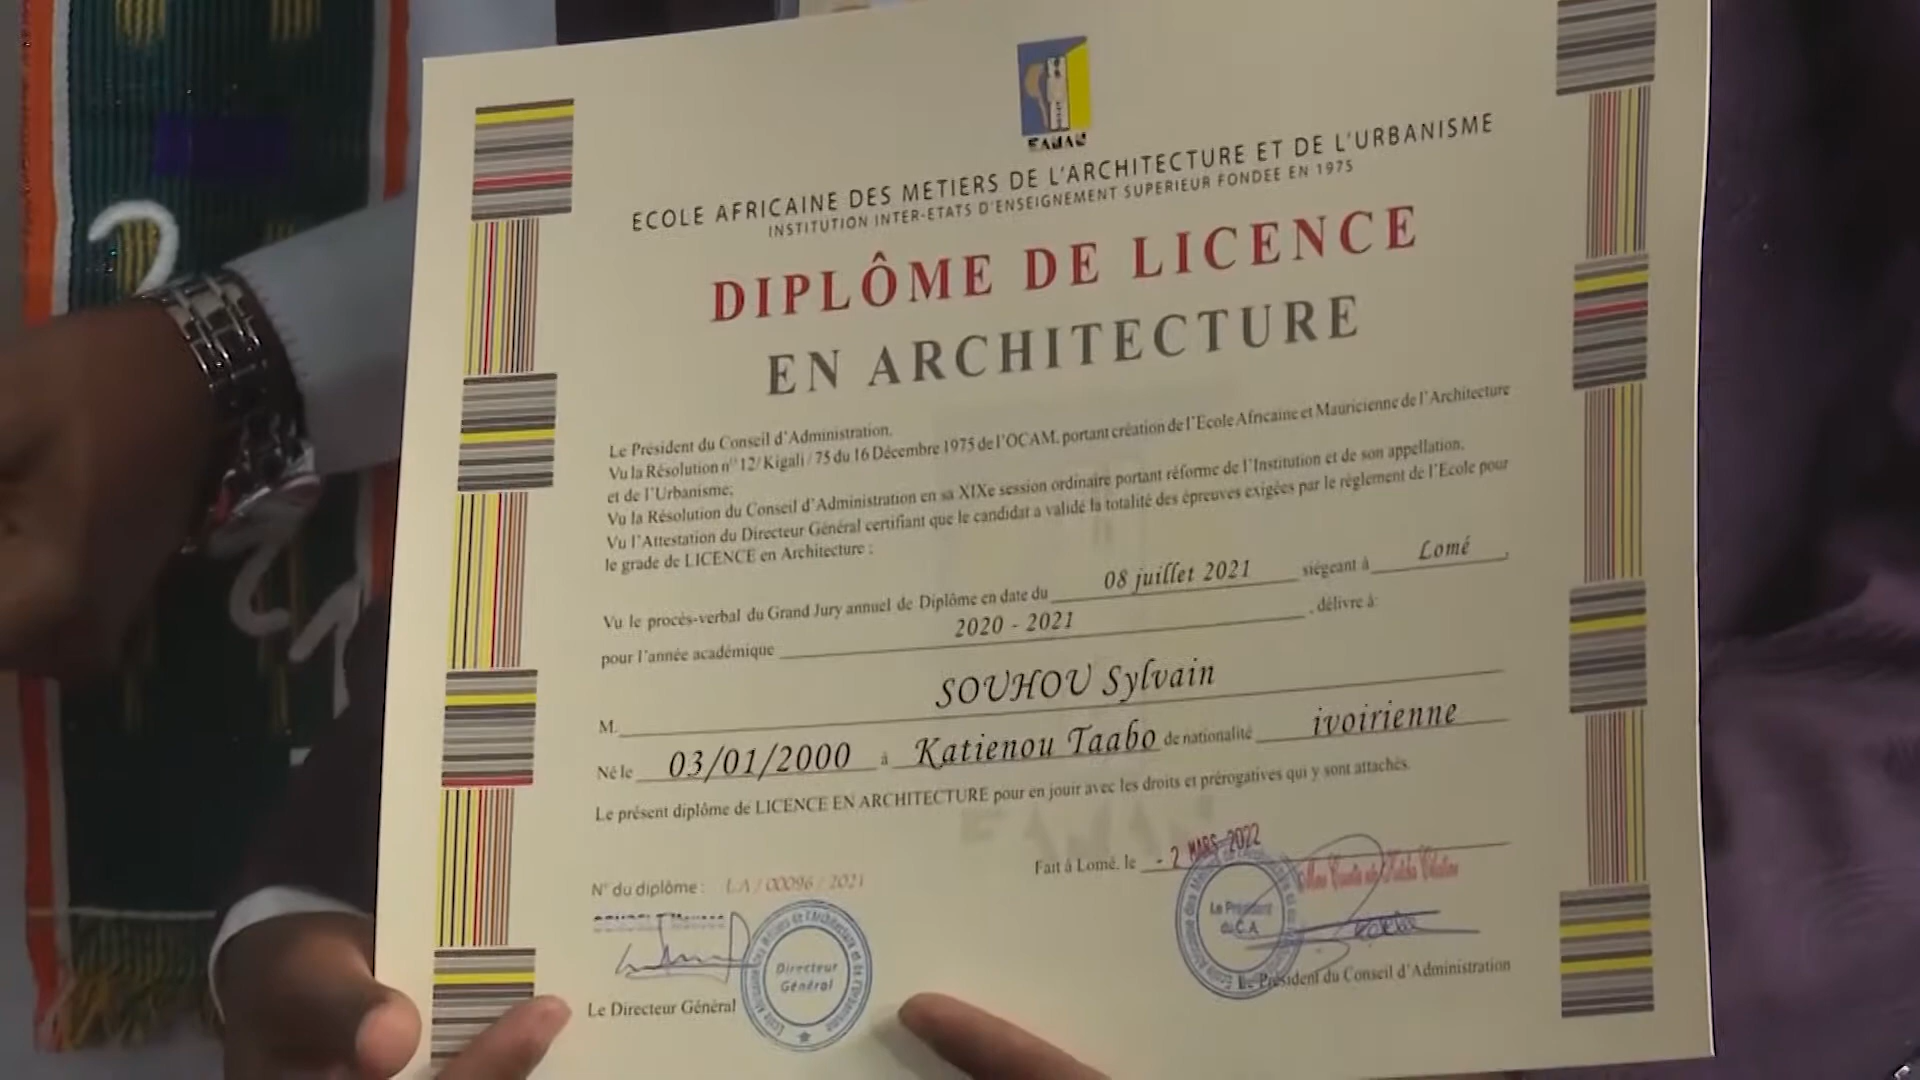 EAMAU
ECOLE AFRICAINE DES METIERS DE L'ARCHITECTURE ET DE L'URBANISME
INSTITUTION INTER-ETATS D'ENSEIGNEMENT SUPERIEUR FONDEE EN 1975
DIPLÔME DE LICENCE
EN ARCHITECTURE
Le Président du Conseil d'Administration,
Vu la Résolution n° 12/ Kigali / 75 du 16 Décembre 1975 de l'OCAM, portant création de l'Ecole Africaine et Mauricienne de l'Architecture
et de l'Urbanisme;
Vu la Résolution du Conseil d'Administration en sa XIXe session ordinaire portant réforme de l'Institution et de son appellation;
Vu l'Attestation du Directeur Général certifiant que le candidat a validé la totalité des épreuves exigées par le règlement de l'Ecole pour
le grade de LICENCE en Architecture ;
Vu le procès-verbal du Grand Jury annuel de Diplôme en date du 08 juillet 2021 siégeant à Lomé,
pour l'année académique 2020 - 2021, délivre à:
M. SOUHOU Sylvain
Né le 03/01/2000 à Katienou Taabo de nationalité ivoirienne
Le présent diplôme de LICENCE EN ARCHITECTURE pour en jouir avec les droits et prérogatives qui y sont attachés.
Fait à Lomé, le - 2 MARS 2022
N° du diplôme : LA / 00096 / 2021
Le Président
du C.A
Directeur
Général
Le Président du Conseil d'Administration
Le Directeur Général